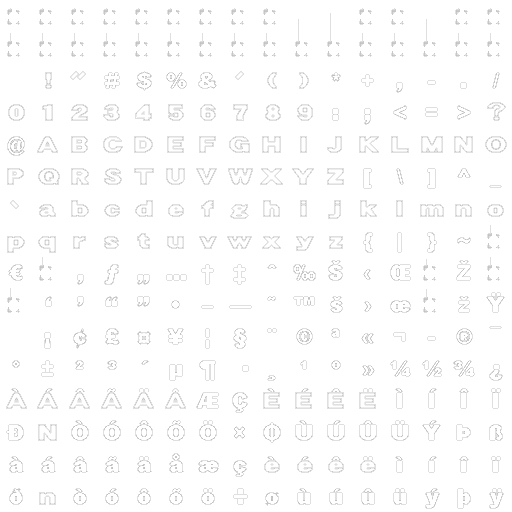 ! " # $ % & ' ( ) * + , - . /
0 1 2 3 4 5 6 7 8 9 : ; < = > ?
@ A B C D E F G H I J K L M N O
P Q R S T U V W X Y Z [ \ ] ^ _
` a b c d e f g h i j k l m n o
p q r s t u v w x y z { | } ~
€ ‚ ƒ „ … † ‡ ˆ ‰ Š ‹ Œ Ž
‘ ’ “ ” • – — ˜ ™ š › œ ž Ÿ
¡ ¢ £ ¤ ¥ ¦ § ¨ © ª « ¬ - ® ¯
° ± ² ³ ´ µ ¶ · ¸ ¹ º » ¼ ½ ¾ ¿
À Á Â Ã Ä Å Æ Ç È É Ê Ë Ì Í Î Ï
Ð Ñ Ò Ó Ô Õ Ö × Ø Ù Ú Û Ü Ý Þ ß
à á â ã ä å æ ç è é ê ë ì í î ï
ð ñ ò ó ô õ ö ÷ ø ù ú û ü ý þ ÿ